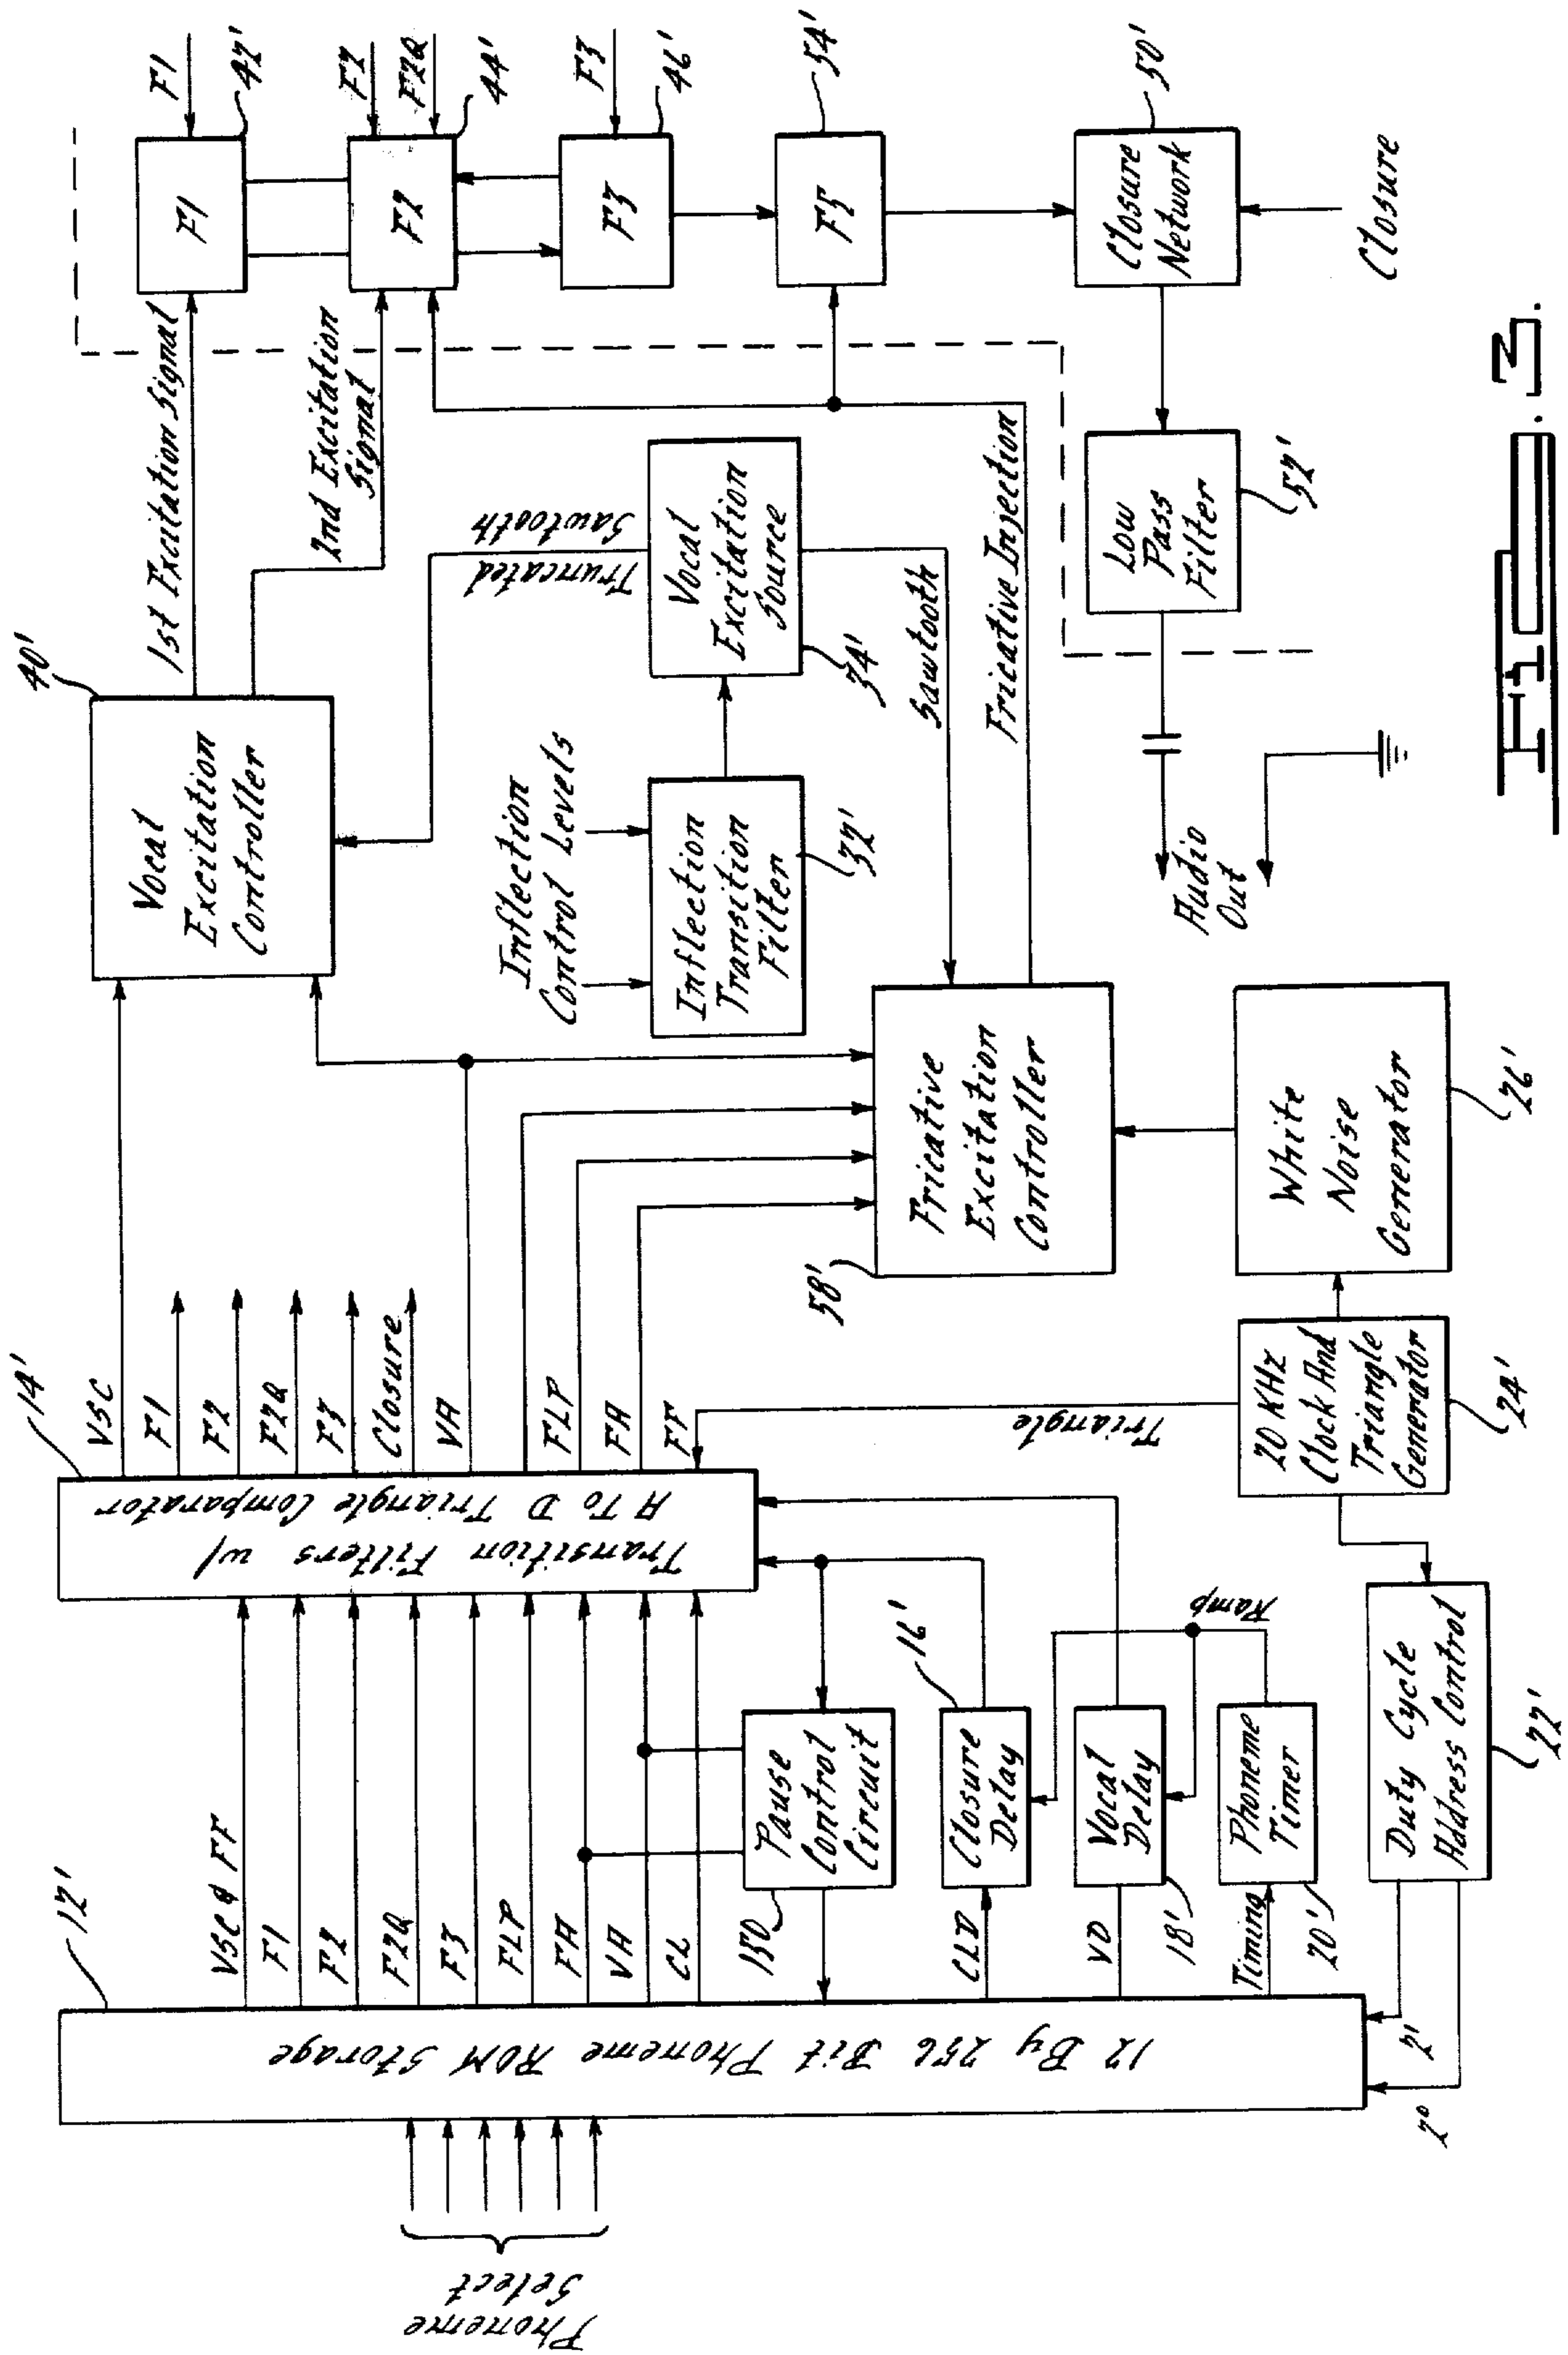 Phoneme
Select
12'
12 By 256 Bit Phoneme ROM Storage
VSC & FF
F1
F2
F2Q
F3
FLP
FA
VA
CL
150
Pause
Control
Circuit
CLD
Closure
Delay
16'
VD
Vocal
Delay
18'
Timing
Phoneme
Timer
20'
Ramp
2⁰
2'
Duty Cycle
Address Control
22'
14'
Transition Filters w/
A To D Triangle Comparator
VSC
F1
F2
F2Q
F3
Closure
VA
FLP
FA
FF
Triangle
20 KHz
Clock And
Triangle
Generator
24'
White
Noise
Generator
26'
58'
Fricative
Excitation
Controller
40'
Vocal
Excitation
Controller
Inflection
Control Levels
Inflection
Transition
Filter
32'
Vocal
Excitation
Source
34'
Truncated
Sawtooth
Sawtooth
Fricative Injection
1st Excitation Signal
2nd Excitation
Signal
F1
F1
42'
F2
F2
F2Q
44'
F3
F3
46'
F5
54'
Closure
Network
50'
Closure
Low
Pass
Filter
52'
Audio
Out
FIG. 3.